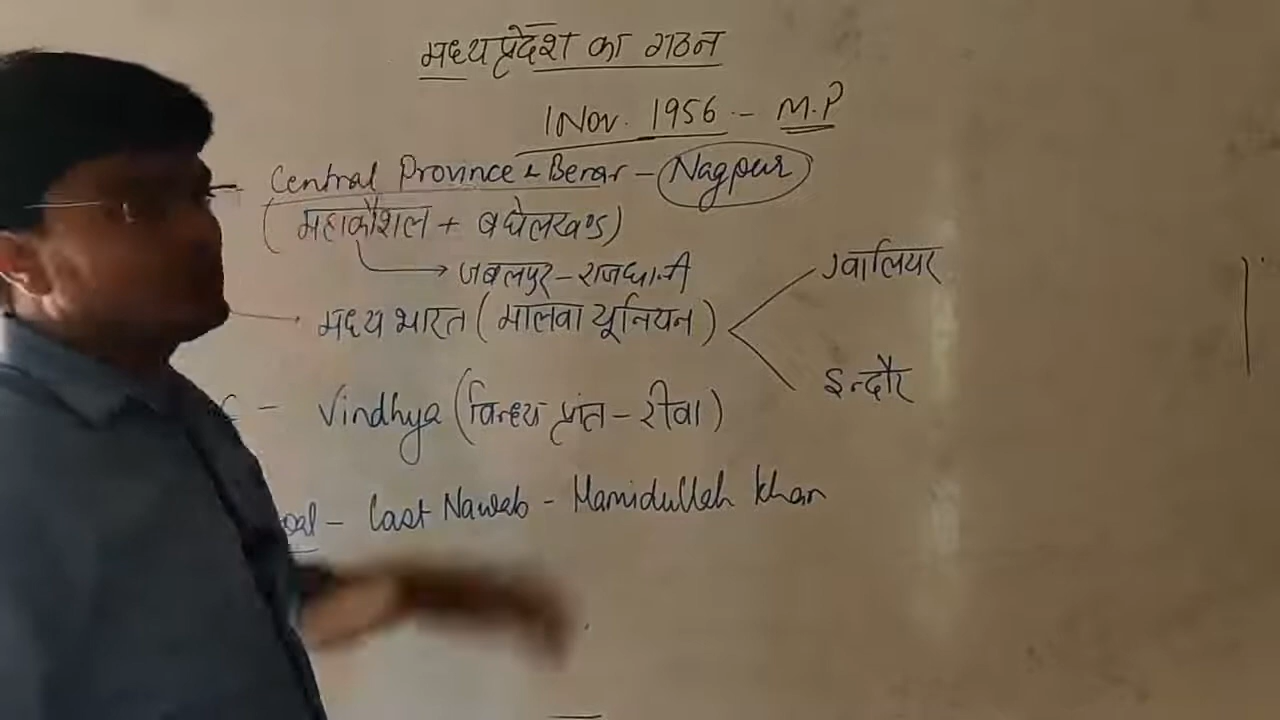 मध्य प्रदेश का गठन
1 Nov. 1956 - M.P
- Central Province & Berar - Nagpur
(महाकौशल + बघेलखण्ड)
जबलपुर - राजधानी
मध्य भारत (मालवा यूनियन)
ग्वालियर
इन्दौर
- Vindhya (विन्ध्य प्रांत - रीवा)
pal - Last Nawab - Hamidullah Khan